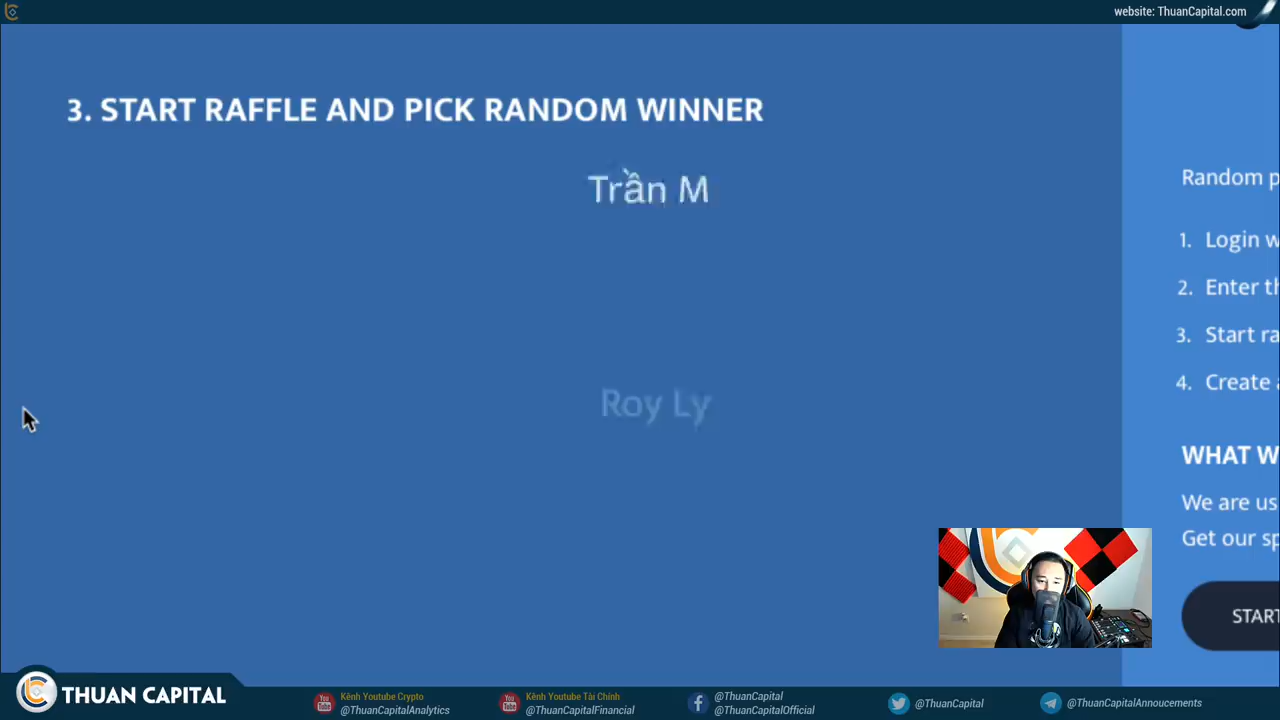 website: ThuanCapital.com
3. START RAFFLE AND PICK RANDOM WINNER
Trần M
Roy Ly
Random p
1. Login w
2. Enter th
3. Start ra
4. Create a
WHAT W
We are us
Get our sp
START
THUAN CAPITAL
Kênh Youtube Crypto
@ThuanCapitalAnalytics
Kênh Youtube Tài Chính
@ThuanCapitalFinancial
@ThuanCapital
@ThuanCapitalOfficial
@ThuanCapital
@ThuanCapitalAnnoucements